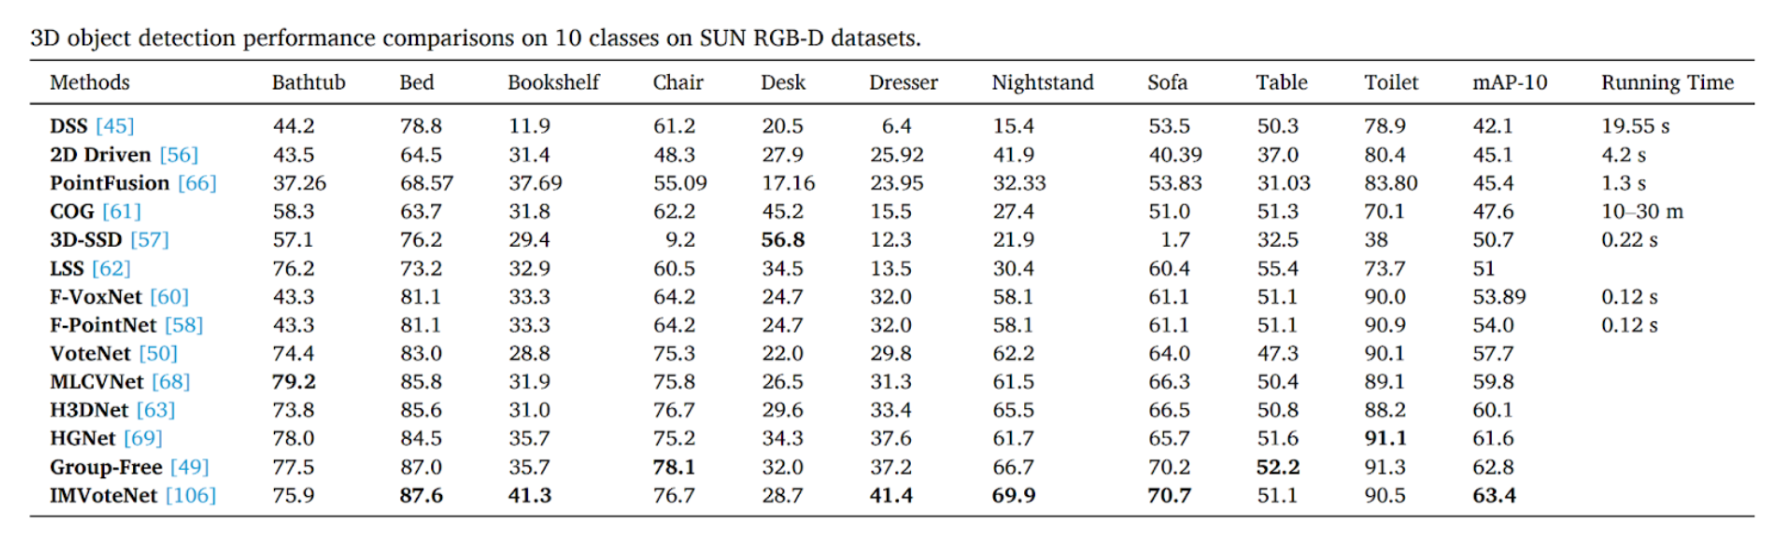 3D object detection performance comparisons on 10 classes on SUN RGB-D datasets.
Methods Bathtub Bed Bookshelf Chair Desk Dresser Nightstand Sofa Table Toilet mAP-10 Running Time
DSS [45] 44.2 78.8 11.9 61.2 20.5 6.4 15.4 53.5 50.3 78.9 42.1 19.55 s
2D Driven [56] 43.5 64.5 31.4 48.3 27.9 25.92 41.9 40.39 37.0 80.4 45.1 4.2 s
PointFusion [66] 37.26 68.57 37.69 55.09 17.16 23.95 32.33 53.83 31.03 83.80 45.4 1.3 s
COG [61] 58.3 63.7 31.8 62.2 45.2 15.5 27.4 51.0 51.3 70.1 47.6 10–30 m
3D-SSD [57] 57.1 76.2 29.4 9.2 56.8 12.3 21.9 1.7 32.5 38 50.7 0.22 s
LSS [62] 76.2 73.2 32.9 60.5 34.5 13.5 30.4 60.4 55.4 73.7 51
F-VoxNet [60] 43.3 81.1 33.3 64.2 24.7 32.0 58.1 61.1 51.1 90.0 53.89 0.12 s
F-PointNet [58] 43.3 81.1 33.3 64.2 24.7 32.0 58.1 61.1 51.1 90.9 54.0 0.12 s
VoteNet [50] 74.4 83.0 28.8 75.3 22.0 29.8 62.2 64.0 47.3 90.1 57.7
MLCVNet [68] 79.2 85.8 31.9 75.8 26.5 31.3 61.5 66.3 50.4 89.1 59.8
H3DNet [63] 73.8 85.6 31.0 76.7 29.6 33.4 65.5 66.5 50.8 88.2 60.1
HGNet [69] 78.0 84.5 35.7 75.2 34.3 37.6 61.7 65.7 51.6 91.1 61.6
Group-Free [49] 77.5 87.0 35.7 78.1 32.0 37.2 66.7 70.2 52.2 91.3 62.8
IMVoteNet [106] 75.9 87.6 41.3 76.7 28.7 41.4 69.9 70.7 51.1 90.5 63.4